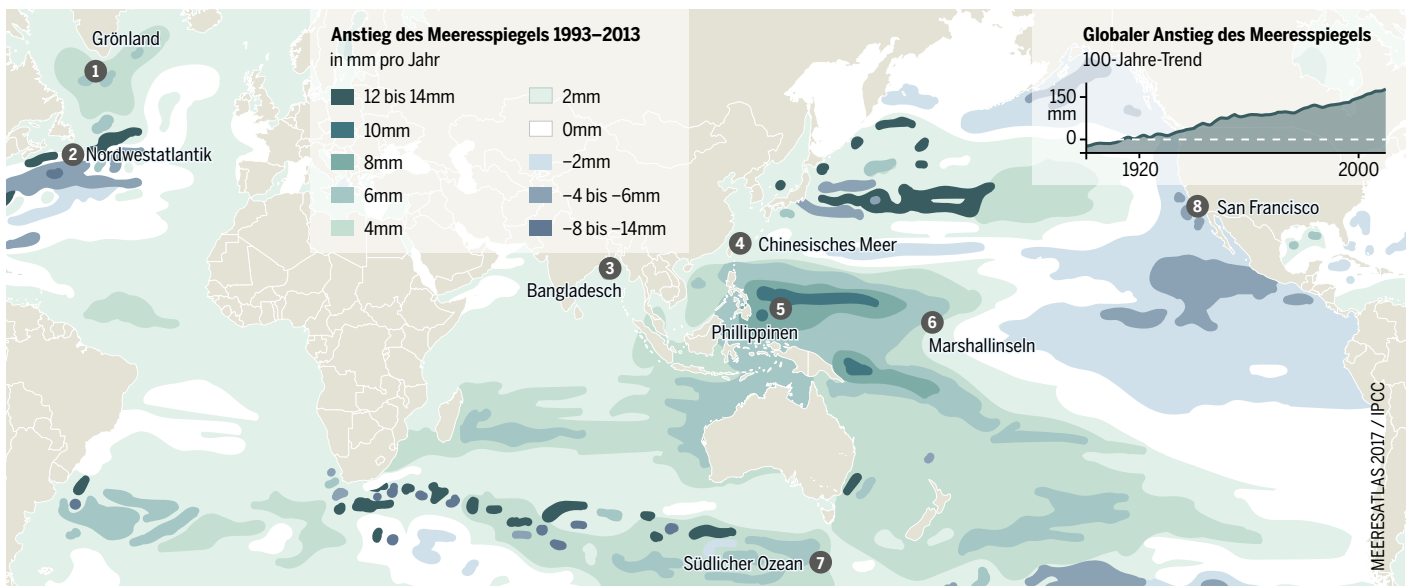 Anstieg des Meeresspiegels 1993–2013
in mm pro Jahr
12 bis 14mm
10mm
8mm
6mm
4mm
2mm
0mm
−2mm
−4 bis −6mm
−8 bis −14mm
Globaler Anstieg des Meeresspiegels
100-Jahre-Trend
150
mm
0
1920
2000
Grönland
1
2 Nordwestatlantik
3
Bangladesch
4 Chinesisches Meer
5
Phillippinen
6
Marshallinseln
Südlicher Ozean 7
8 San Francisco
MEERESATLAS 2017 / IPCC